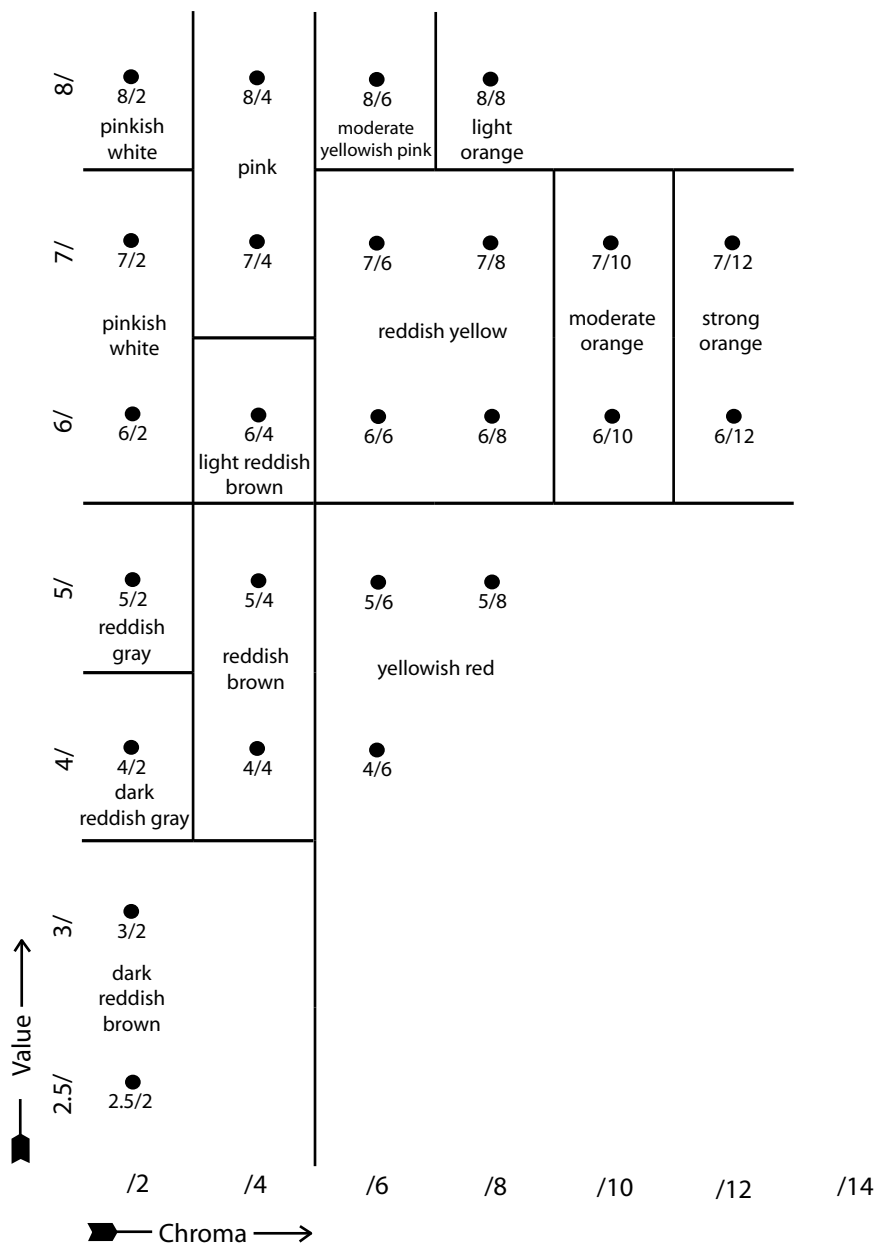 8/
8/2
pinkish
white
8/4
pink
8/6
moderate
yellowish pink
8/8
light
orange
7/
7/2
pinkish
white
7/4
7/6
7/8
reddish yellow
7/10
moderate
orange
7/12
strong
orange
6/
6/2
6/4
light reddish
brown
6/6
6/8
6/10
6/12
5/
5/2
reddish
gray
5/4
reddish
brown
5/6
5/8
yellowish red
4/
4/2
dark
reddish gray
4/4
4/6
3/
3/2
dark
reddish
brown
2.5/
2.5/2
Value
/2
/4
/6
/8
/10
/12
/14
Chroma